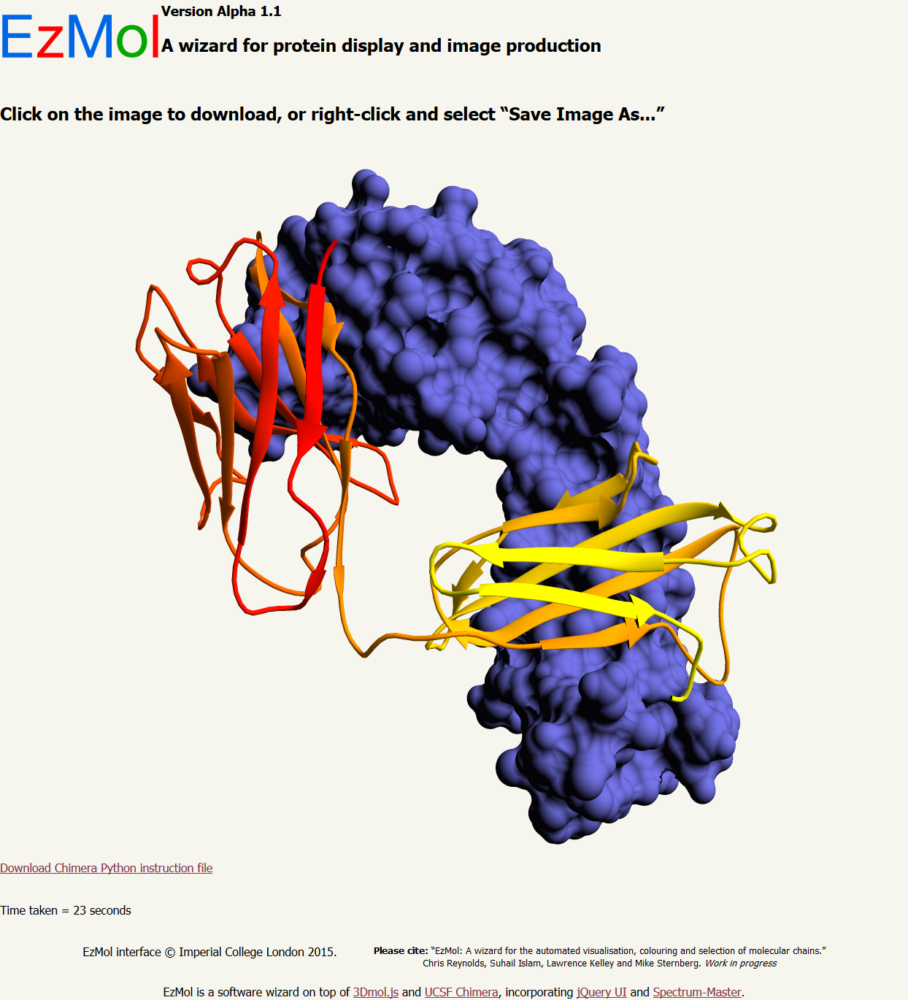 EzMol
Version Alpha 1.1
A wizard for protein display and image production
Click on the image to download, or right-click and select “Save Image As...”
Download Chimera Python instruction file
Time taken = 23 seconds
EzMol interface © Imperial College London 2015.
Please cite: “EzMol: A wizard for the automated visualisation, colouring and selection of molecular chains.”
Chris Reynolds, Suhail Islam, Lawrence Kelley and Mike Sternberg. Work in progress
EzMol is a software wizard on top of 3Dmol.js and UCSF Chimera, incorporating jQuery UI and Spectrum-Master.